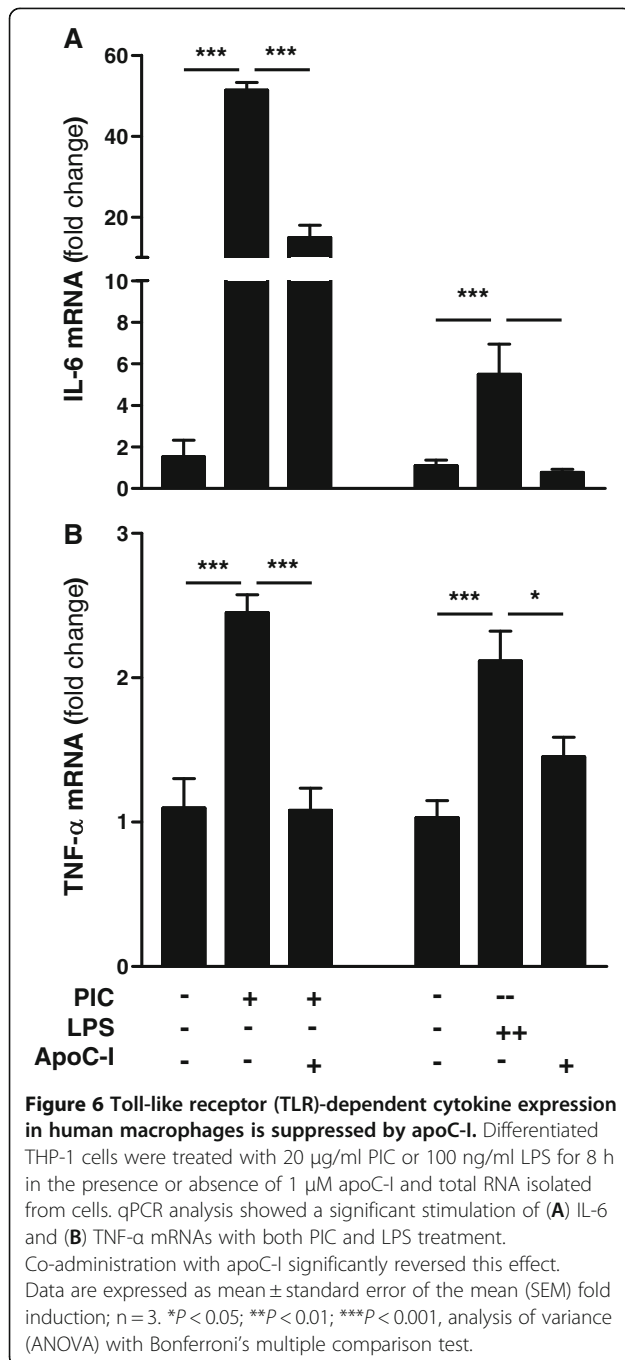 A
*** ***
60
40
20
10
8
6
4
2
0
IL-6 mRNA (fold change)
***
B
3
2
1
0
TNF-α mRNA (fold change)
*** ***
*** *
PIC - + + - --
LPS - - - - ++
ApoC-I - - + - - +
Figure 6 Toll-like receptor (TLR)-dependent cytokine expression
in human macrophages is suppressed by apoC-I. Differentiated
THP-1 cells were treated with 20 μg/ml PIC or 100 ng/ml LPS for 8 h
in the presence or absence of 1 μM apoC-I and total RNA isolated
from cells. qPCR analysis showed a significant stimulation of (A) IL-6
and (B) TNF-α mRNAs with both PIC and LPS treatment.
Co-administration with apoC-I significantly reversed this effect.
Data are expressed as mean ± standard error of the mean (SEM) fold
induction; n = 3. *P < 0.05; **P < 0.01; ***P < 0.001, analysis of variance
(ANOVA) with Bonferroni's multiple comparison test.